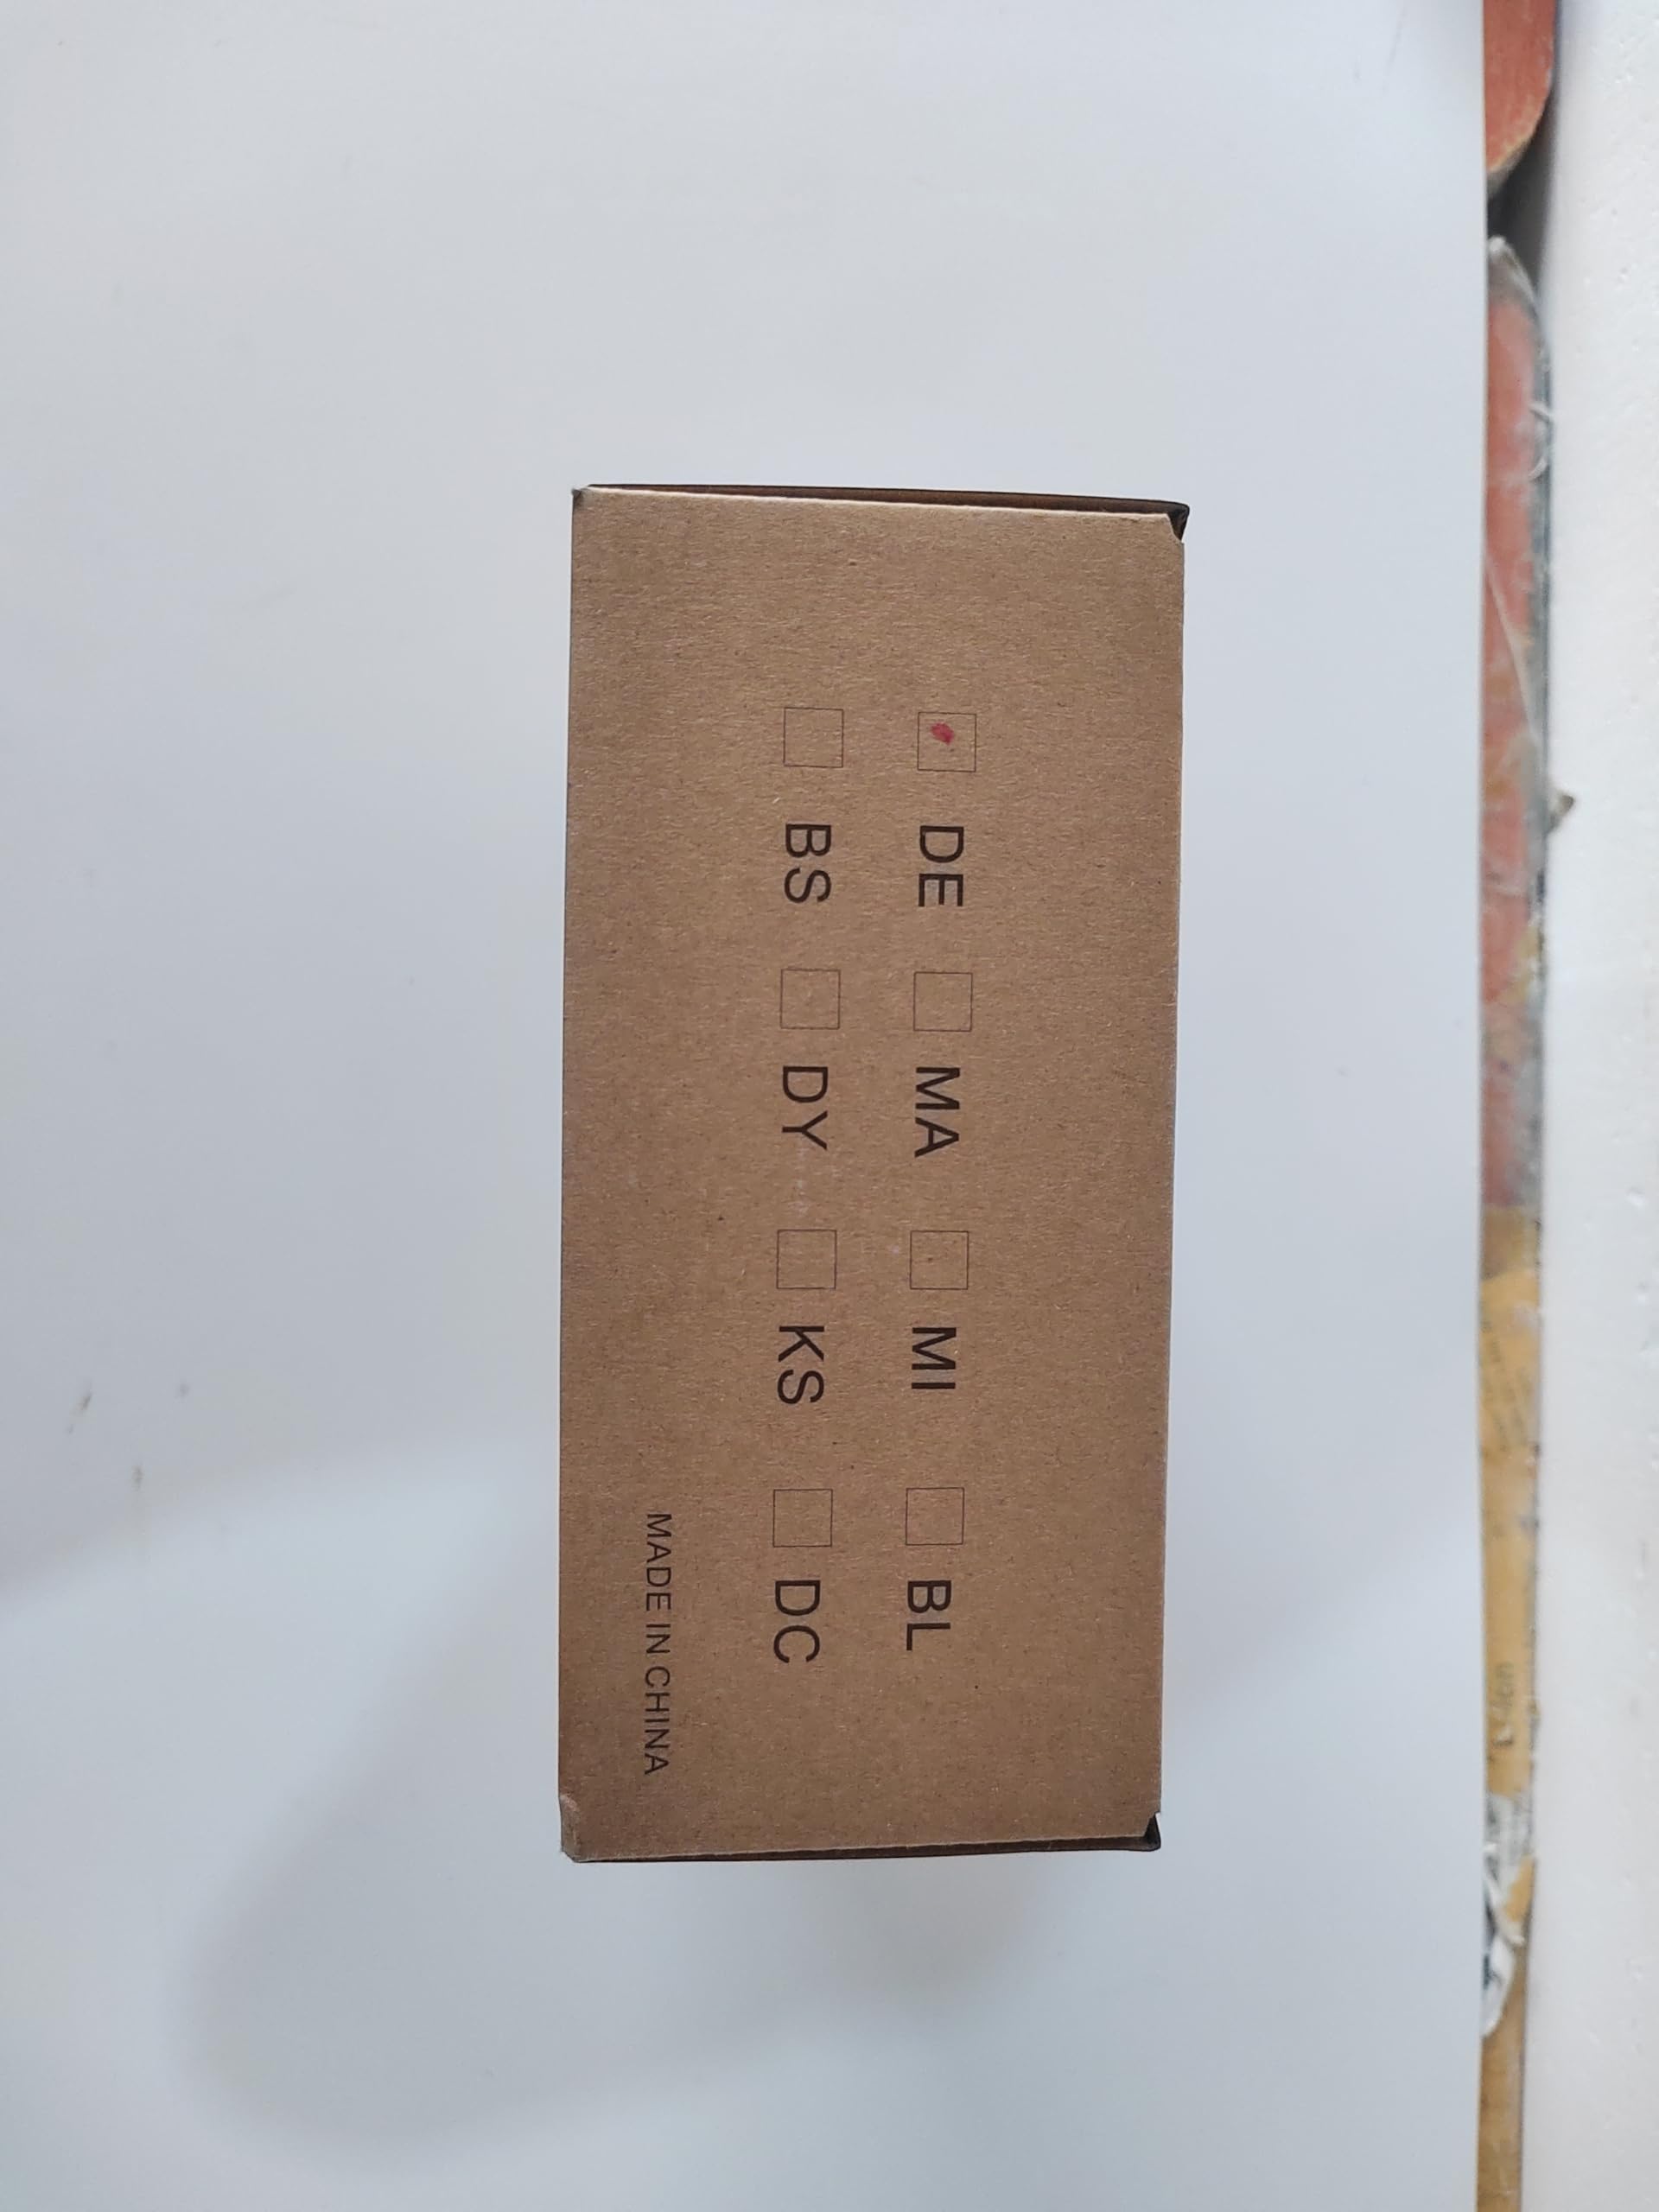 ☐ DE ☐ MA ☐ MI ☐ BL
☐ BS ☐ DY ☐ KS ☐ DC
MADE IN CHINA